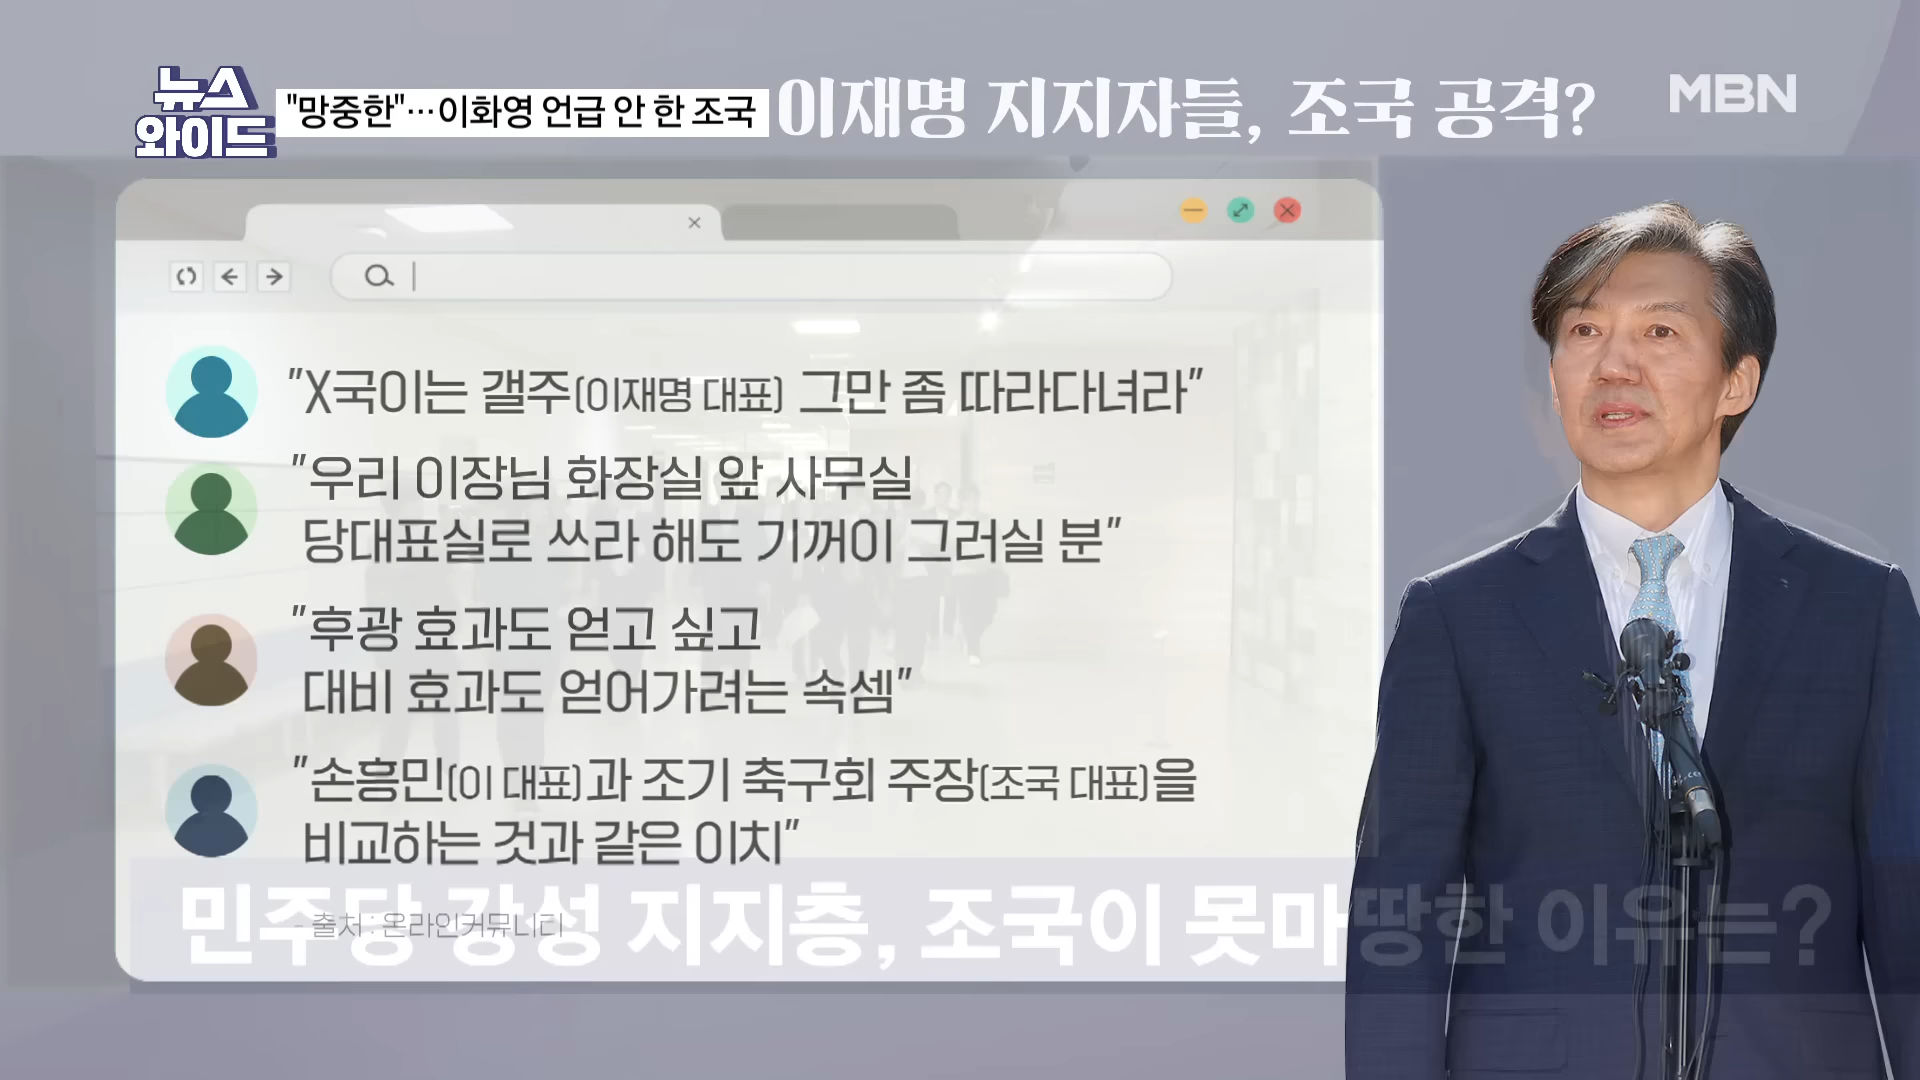 뉴스
와이드
"망중한"…이화영 언급 안 한 조국
이재명 지지자들, 조국 공격?
MBN
"X국이는 갤주(이재명 대표) 그만 좀 따라다녀라"
"우리 이장님 화장실 앞 사무실
당대표실로 쓰라 해도 기꺼이 그러실 분"
"후광 효과도 얻고 싶고
대비 효과도 얻어가려는 속셈"
"손흥민(이 대표)과 조기 축구회 주장(조국 대표)을
비교하는 것과 같은 이치"
- 출처 : 온라인커뮤니티
민주당 강성 지지층, 조국이 못마땅한 이유는?